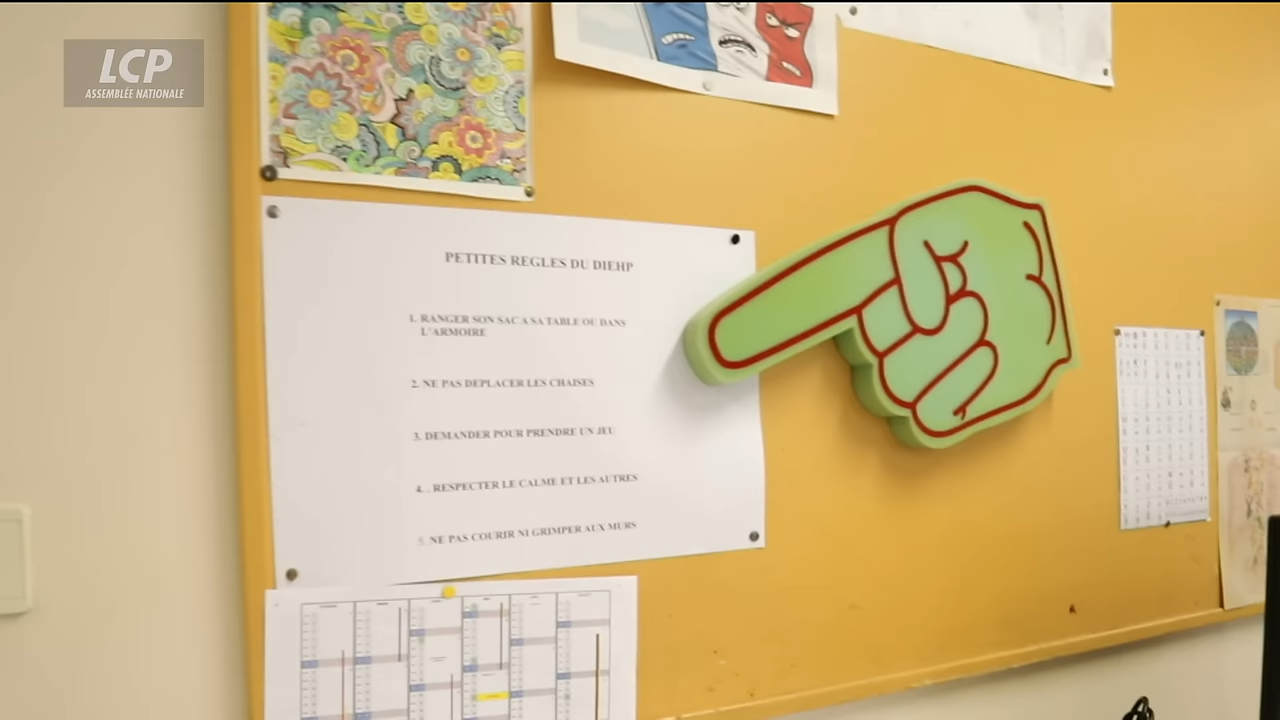 LCP
ASSEMBLÉE NATIONALE
PETITES REGLES DU DIEHP
1. RANGER SON SAC A SA TABLE OU DANS
L'ARMOIRE
2. NE PAS DEPLACER LES CHAISES
3. DEMANDER POUR PRENDRE UN JEU
4. . RESPECTER LE CALME ET LES AUTRES
5. NE PAS COURIR NI GRIMPER AUX MURS